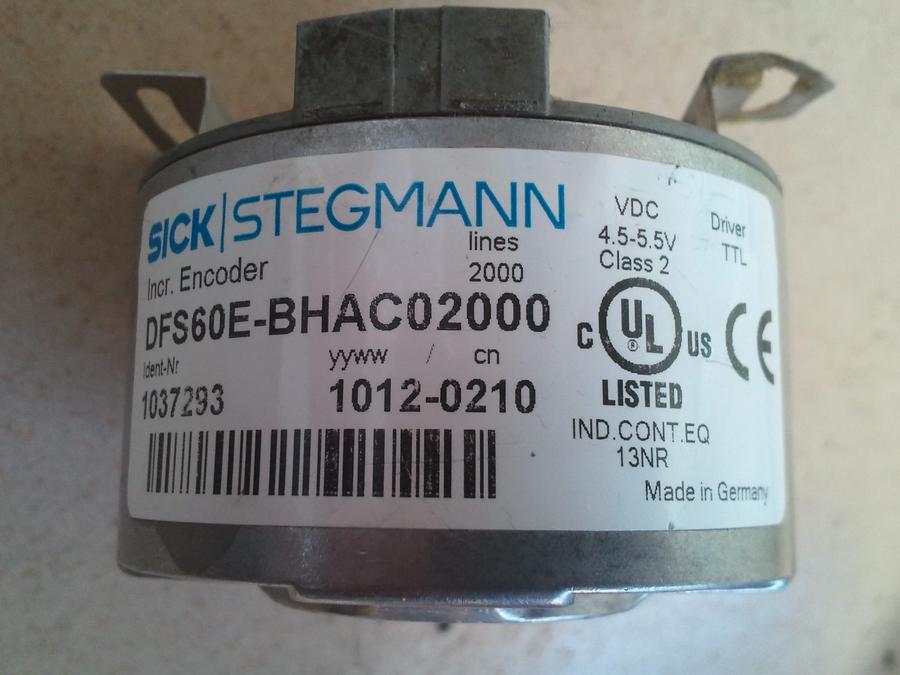 SICK|STEGMANN
Incr. Encoder
lines
2000
DFS60E-BHAC02000
Ident-Nr
1037293
yyww / cn
1012-0210
VDC
4.5-5.5V
Class 2
Driver
TTL
C UL® US
LISTED
CE
IND.CONT.EQ
13NR
Made in Germany